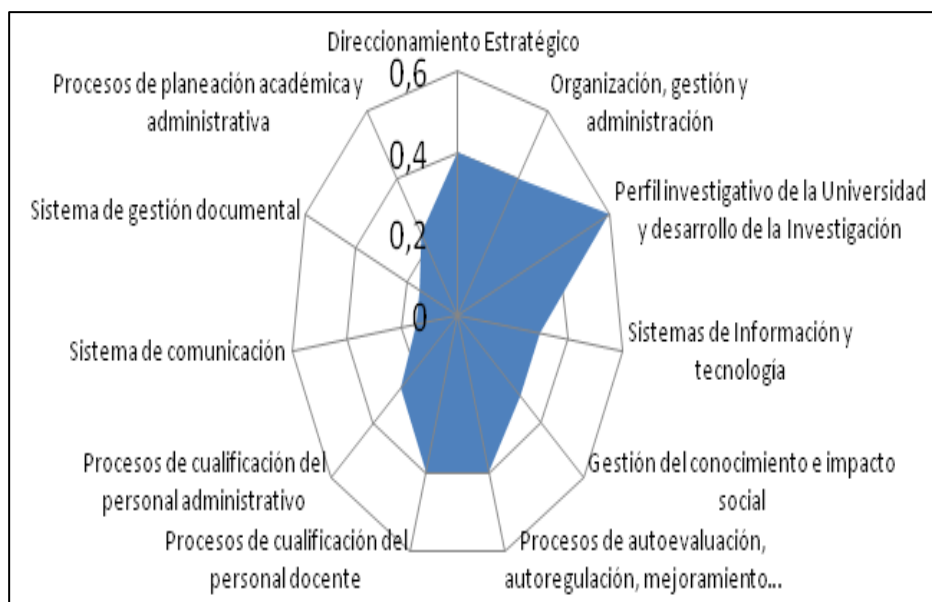 Direccionamiento Estratégico
Organización, gestión y
administración
Perfil investigativo de la Universidad
y desarrollo de la Investigación
Sistemas de Información y
tecnología
Gestión del conocimiento e impacto
social
Procesos de autoevaluación,
autoregulación, mejoramiento...
Procesos de cualificación del
personal docente
Procesos de cualificación del
personal administrativo
Sistema de comunicación
Sistema de gestión documental
Procesos de planeación académica y
administrativa
0,6
0,4
0,2
0